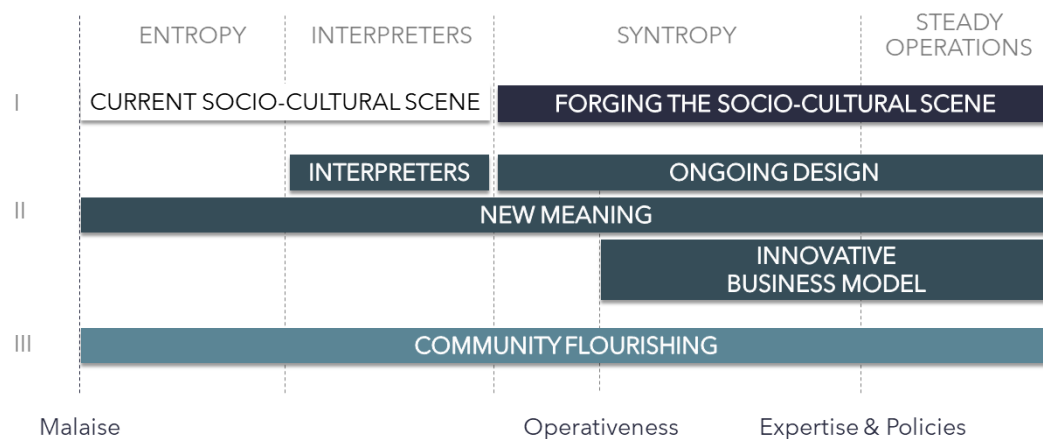 ENTROPY INTERPRETERS SYNTROPY STEADY
OPERATIONS
I CURRENT SOCIO-CULTURAL SCENE FORGING THE SOCIO-CULTURAL SCENE
INTERPRETERS ONGOING DESIGN
II NEW MEANING
INNOVATIVE
BUSINESS MODEL
III COMMUNITY FLOURISHING
Malaise Operativeness Expertise & Policies